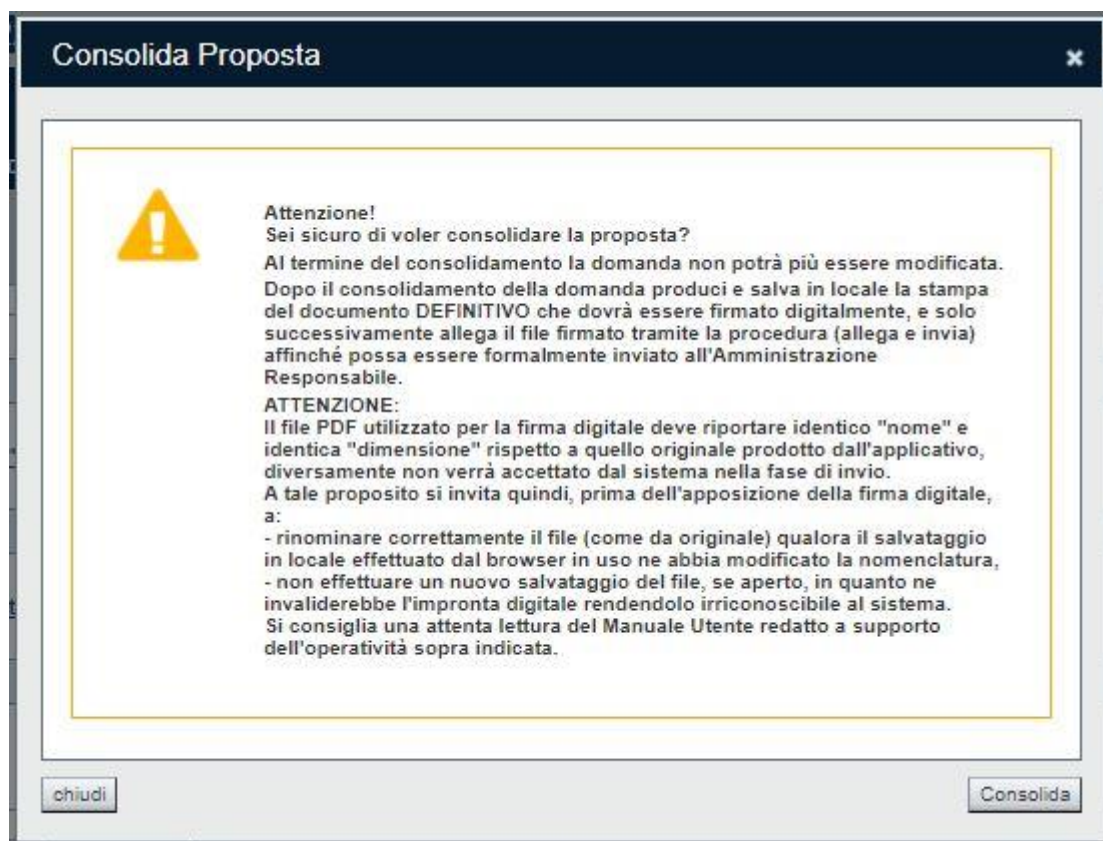 Consolida Proposta
Attenzione!
Sei sicuro di voler consolidare la proposta?
Al termine del consolidamento la domanda non potrà più essere modificata.
Dopo il consolidamento della domanda produci e salva in locale la stampa
del documento DEFINITIVO che dovrà essere firmato digitalmente, e solo
successivamente allega il file firmato tramite la procedura (allega e invia)
affinché possa essere formalmente inviato all'Amministrazione
Responsabile.
ATTENZIONE:
Il file PDF utilizzato per la firma digitale deve riportare identico "nome" e
identica "dimensione" rispetto a quello originale prodotto dall'applicativo,
diversamente non verrà accettato dal sistema nella fase di invio.
A tale proposito si invita quindi, prima dell'apposizione della firma digitale,
a:
- rinominare correttamente il file (come da originale) qualora il salvataggio
in locale effettuato dal browser in uso ne abbia modificato la nomenclatura,
- non effettuare un nuovo salvataggio del file, se aperto, in quanto ne
invaliderebbe l'impronta digitale rendendolo irriconoscibile al sistema.
Si consiglia una attenta lettura del Manuale Utente redatto a supporto
dell'operatività sopra indicata.
chiudi
Consolida